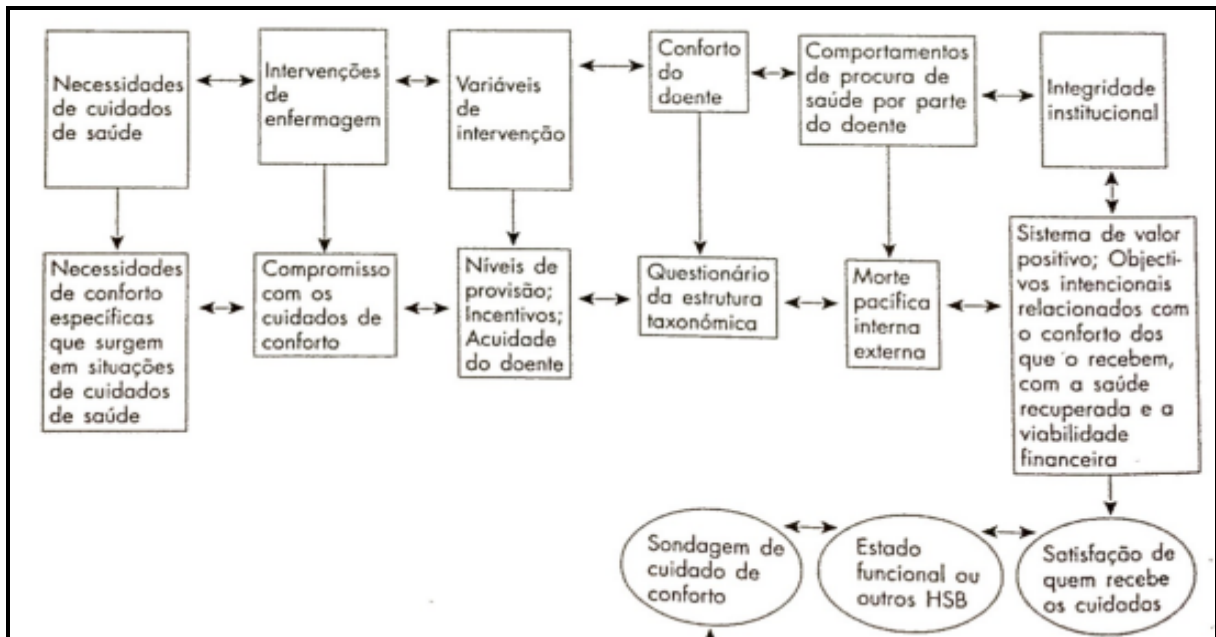 Necessidades
de cuidados
de saúde
Intervenções
de
enfermagem
Variáveis
de
intervenção
Conforto
do
doente
Comportamentos
de procura de
saúde por parte
do doente
Integridade
institucional
Necessidades
de conforto
específicas
que surgem
em situações
de cuidados
de saúde
Compromisso
com os
cuidados de
conforto
Níveis de
provisão;
Incentivos;
Acuidade
do doente
Questionário
da estrutura
taxonómica
Morte
pacífica
interna
externa
Sistema de valor
positivo; Objecti-
vos intencionais
relacionados com
o conforto dos
que o recebem,
com a saúde
recuperada e a
viabilidade
financeira
Sondagem de
cuidado de
conforto
Estado
funcional ou
outros HSB
Satisfação de
quem recebe
os cuidados